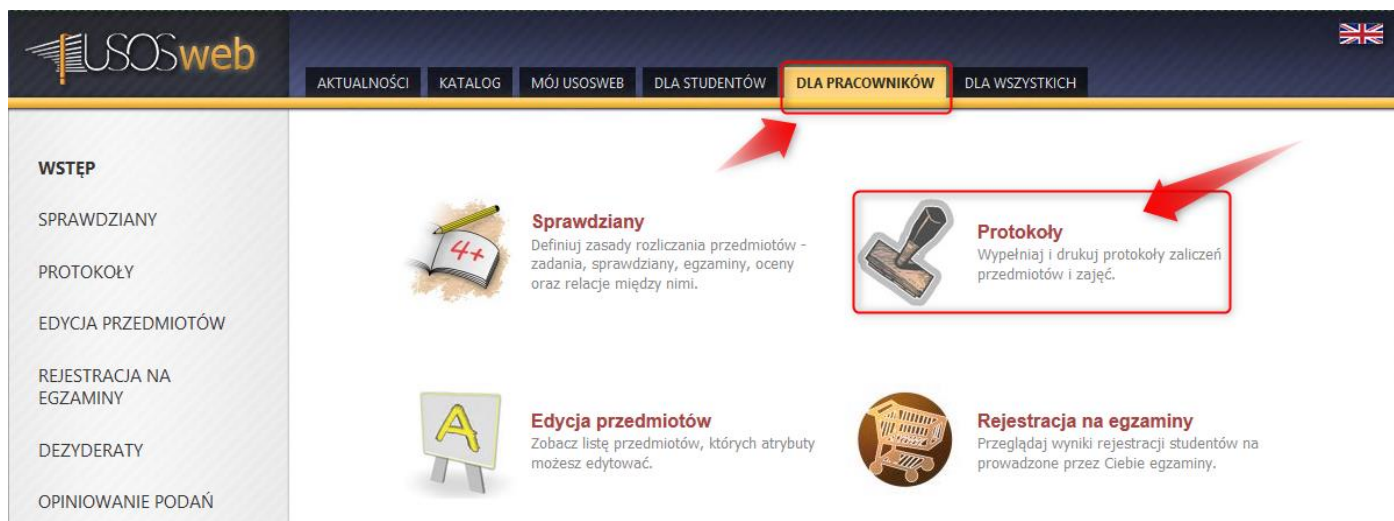 USOSweb
AKTUALNOŚCI KATALOG MÓJ USOSWEB DLA STUDENTÓW DLA PRACOWNIKÓW DLA WSZYSTKICH
WSTĘP
SPRAWDZIANY
PROTOKOŁY
EDYCJA PRZEDMIOTÓW
REJESTRACJA NA
EGZAMINY
DEZYDERATY
OPINIOWANIE PODAŃ
4+
Sprawdziany
Definiuj zasady rozliczania przedmiotów -
zadania, sprawdziany, egzaminy, oceny
oraz relacje między nimi.
Protokoły
Wypełniaj i drukuj protokoły zaliczeń
przedmiotów i zajęć.
A
Edycja przedmiotów
Zobacz listę przedmiotów, których atrybuty
możesz edytować.
Rejestracja na egzaminy
Przeglądaj wyniki rejestracji studentów na
prowadzone przez Ciebie egzaminy.